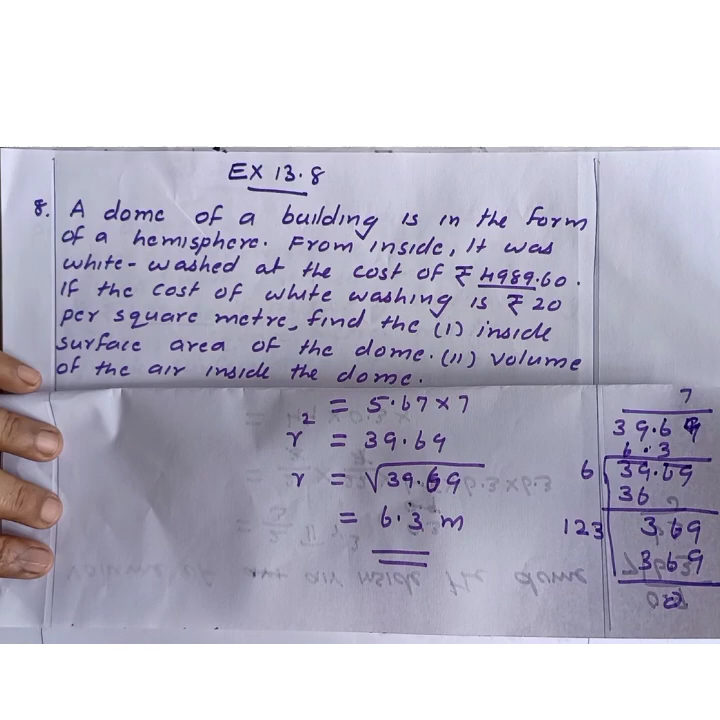 EX 13.8
8. A dome of a building is in the form
of a hemisphere. From inside, it was
white-washed at the cost of ₹ 4989.60.
If the cost of white washing is ₹ 20
per square metre, find the (i) inside
surface area of the dome. (ii) volume
of the air inside the dome.
= 5.67 × 7
r² = 39.69
r = √39.69
= 6.3 m
7
39.69
6.3
6 39.69
36
123 369
369